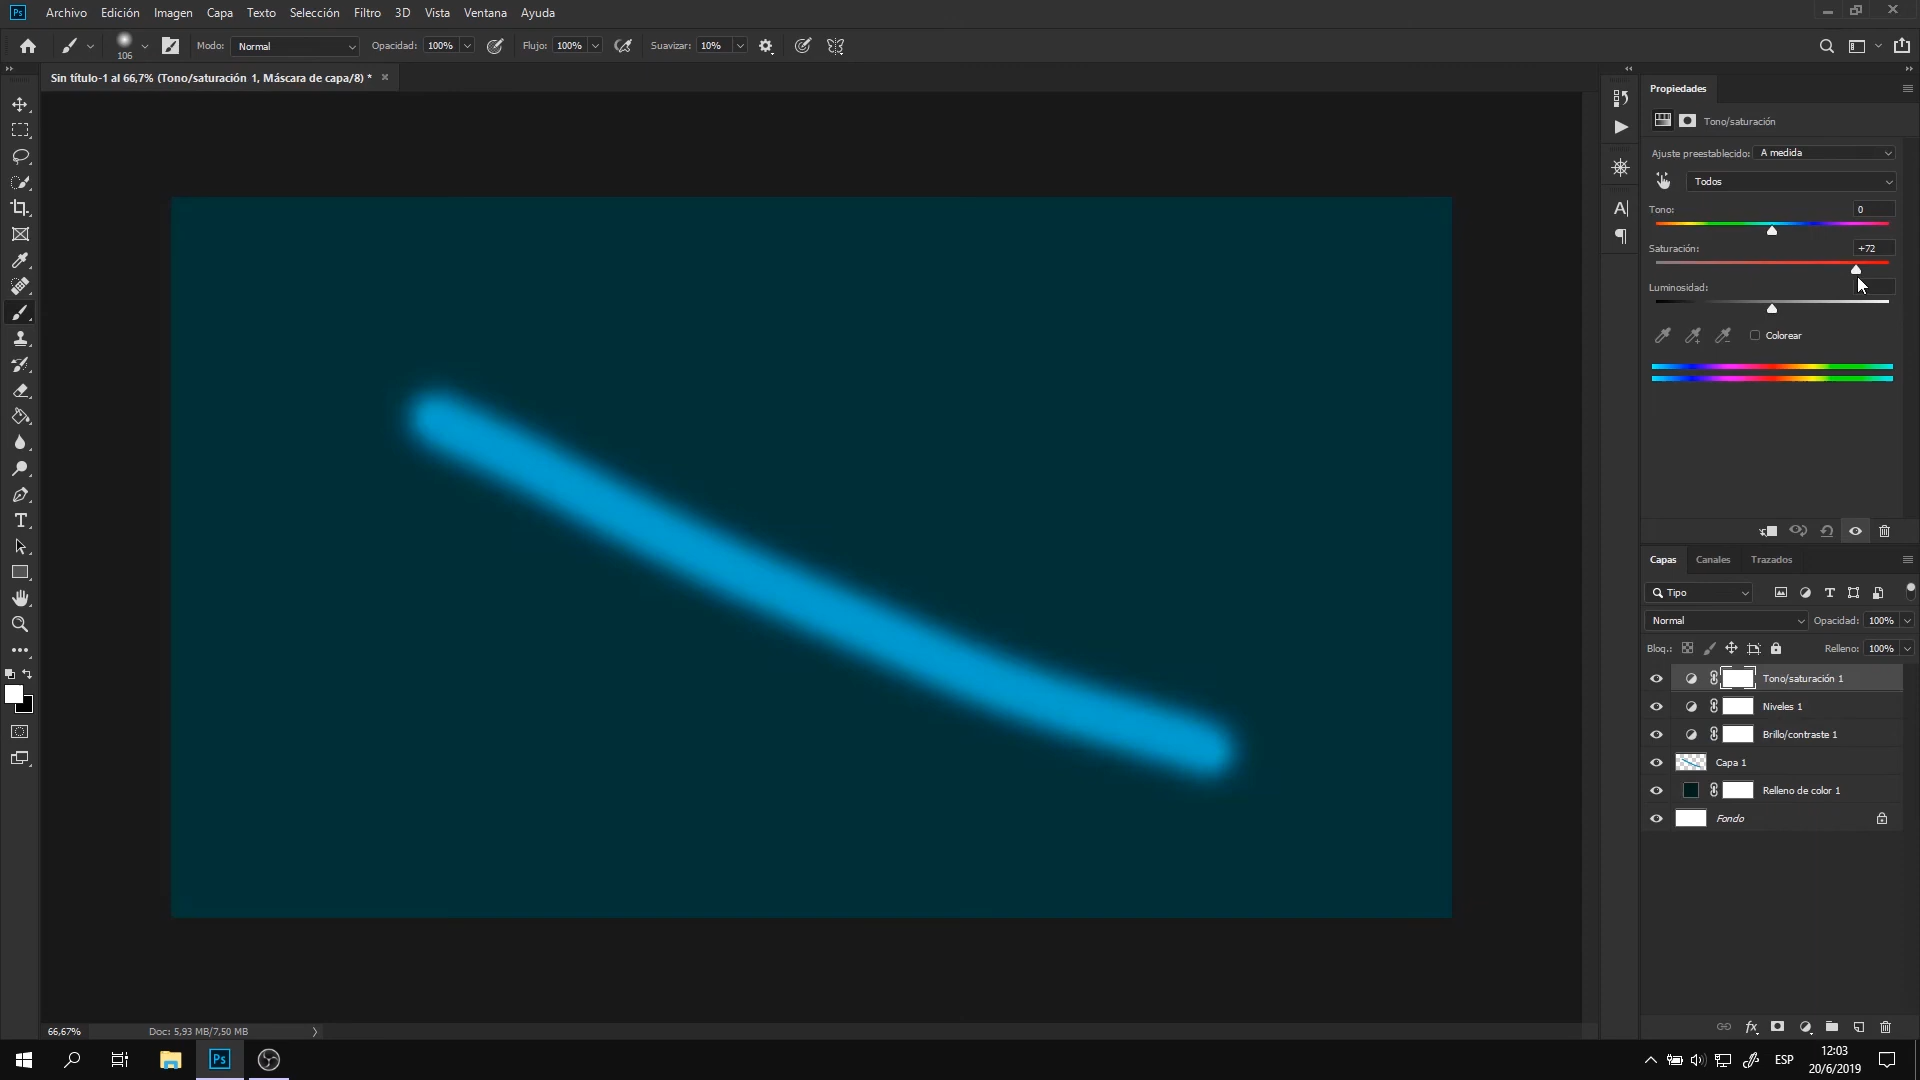 Ps Archivo Edición Imagen Capa Texto Selección Filtro 3D Vista Ventana Ayuda
106 Modo: Normal Opacidad: 100% Flujo: 100% Suavizar: 10%
Sin título-1 al 66,7% (Tono/saturación 1, Máscara de capa/8) * ×
Propiedades
Tono/saturación
Ajuste preestablecido: A medida
Todos
Tono: 0
Saturación: +72
Luminosidad:
Colorear
Capas Canales Trazados
Tipo
Normal Opacidad: 100%
Bloq.: Relleno: 100%
Tono/saturación 1
Niveles 1
Brillo/contraste 1
Capa 1
Relleno de color 1
Fondo
66,67% Doc: 5,93 MB/7,50 MB
Ps ESP 12:03
20/6/2019